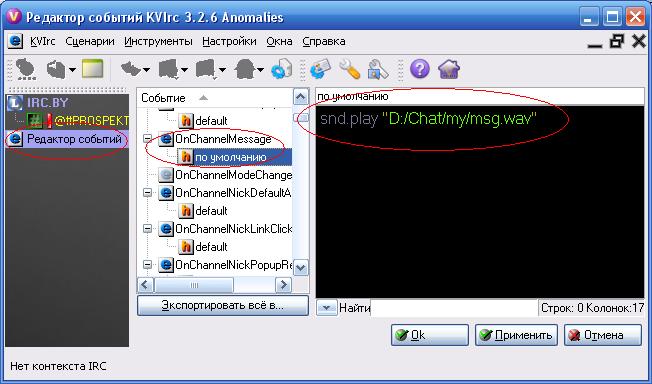 Редактор событий KVIrc 3.2.6 Anomalies
KVIrc Сценарии Инструменты Настройки Окна Справка
IRC.BY
@#PROSPEKT
Редактор событий
Событие
default
OnChannelMessage
по умолчанию
OnChannelModeChange
OnChannelNickDefaultA
default
OnChannelNickLinkClick
default
OnChannelNickPopupRe
Экспортировать всё в...
по умолчанию
snd.play "D:/Chat/my/msg.wav"
Найти
Строк: 0 Колонок:17
Ok
Применить
Отмена
Нет контекста IRC